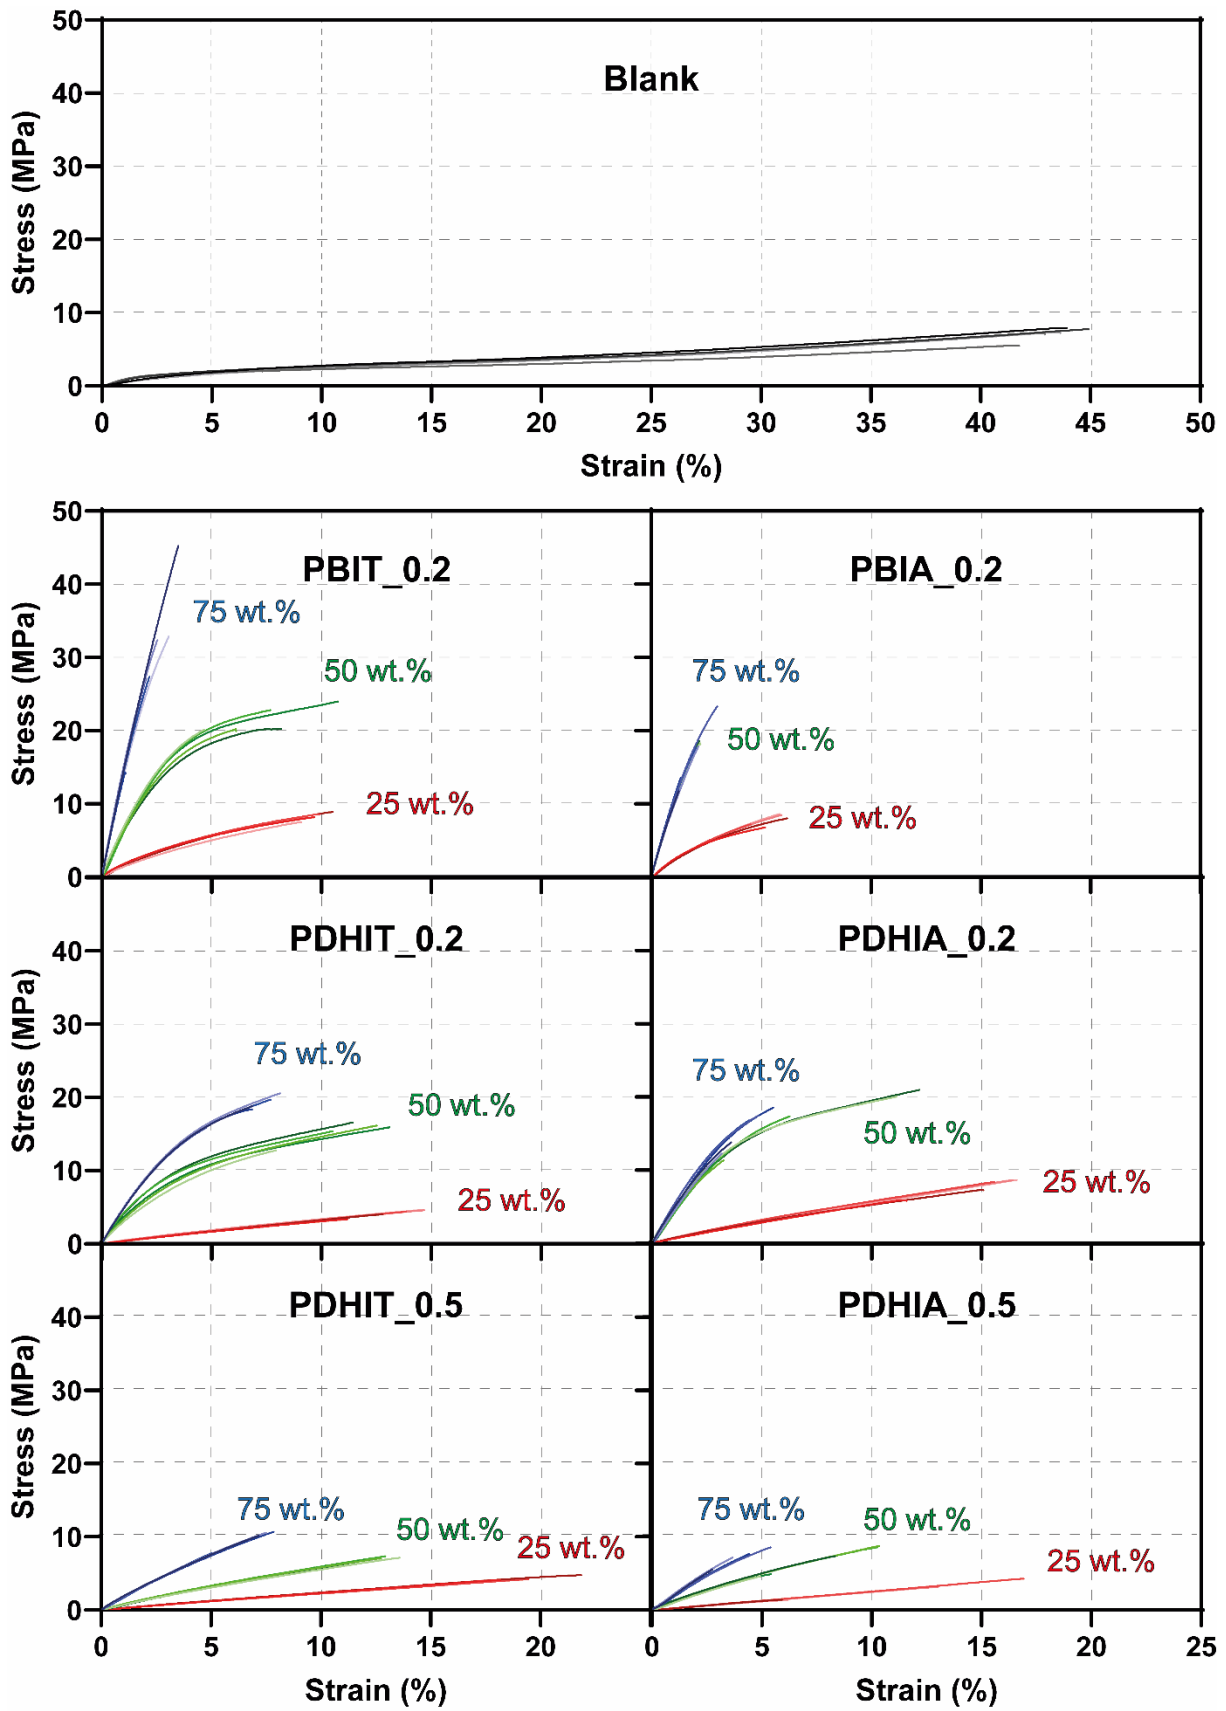 50
40
30
20
10
0
Stress (MPa)
Blank
0 5 10 15 20 25 30 35 40 45 50
Strain (%)
50
40
30
20
10
0
Stress (MPa)
PBIT_0.2
75 wt.%
50 wt.%
25 wt.%
PBIA_0.2
75 wt.%
50 wt.%
25 wt.%
40
30
20
10
0
Stress (MPa)
PDHIT_0.2
75 wt.%
50 wt.%
25 wt.%
PDHIA_0.2
75 wt.%
50 wt.%
25 wt.%
40
30
20
10
0
Stress (MPa)
PDHIT_0.5
75 wt.%
50 wt.%
25 wt.%
PDHIA_0.5
75 wt.%
50 wt.%
25 wt.%
0 5 10 15 20 0 5 10 15 20 25
Strain (%) Strain (%)